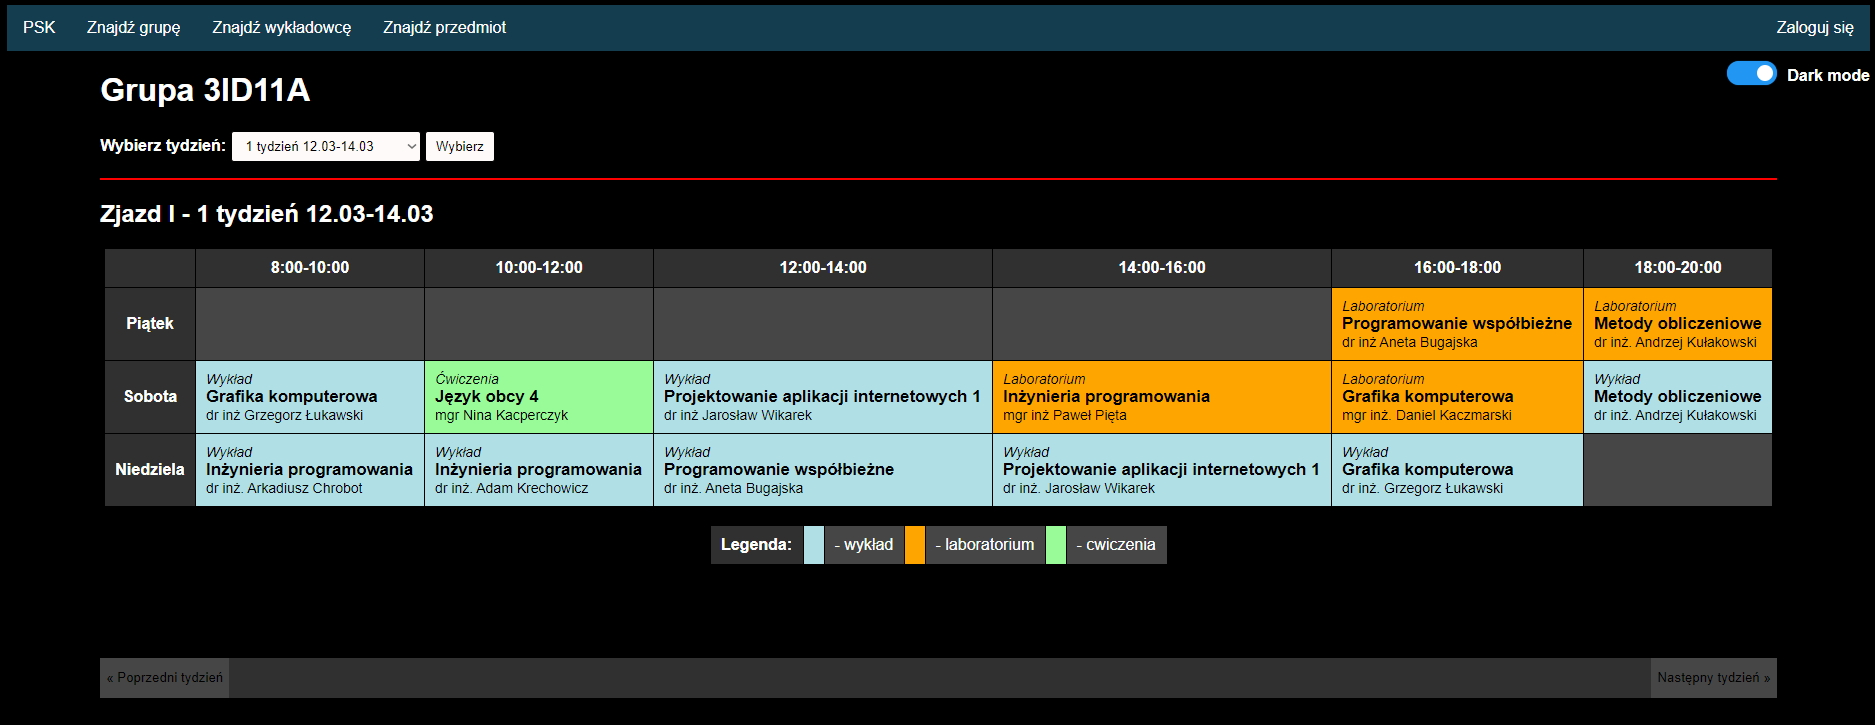 PSK Znajdź grupę Znajdź wykładowcę Znajdź przedmiot Zaloguj się
Dark mode
Grupa 3ID11A
Wybierz tydzień: 1 tydzień 12.03-14.03 Wybierz
Zjazd I - 1 tydzień 12.03-14.03
8:00-10:00 10:00-12:00 12:00-14:00 14:00-16:00 16:00-18:00 18:00-20:00
Piątek
Laboratorium
Programowanie współbieżne
dr inż Aneta Bugajska
Laboratorium
Metody obliczeniowe
dr inż. Andrzej Kułakowski
Sobota
Wykład
Grafika komputerowa
dr inż Grzegorz Łukawski
Ćwiczenia
Język obcy 4
mgr Nina Kacperczyk
Wykład
Projektowanie aplikacji internetowych 1
dr inż Jarosław Wikarek
Laboratorium
Inżynieria programowania
mgr inż Paweł Pięta
Laboratorium
Grafika komputerowa
mgr inż. Daniel Kaczmarski
Wykład
Metody obliczeniowe
dr inż. Andrzej Kułakowski
Niedziela
Wykład
Inżynieria programowania
dr inż. Arkadiusz Chrobot
Wykład
Inżynieria programowania
dr inż. Adam Krechowicz
Wykład
Programowanie współbieżne
dr inż. Aneta Bugajska
Wykład
Projektowanie aplikacji internetowych 1
dr inż. Jarosław Wikarek
Wykład
Grafika komputerowa
dr inż. Grzegorz Łukawski
Legenda: - wykład - laboratorium - cwiczenia
« Poprzedni tydzień Następny tydzień »